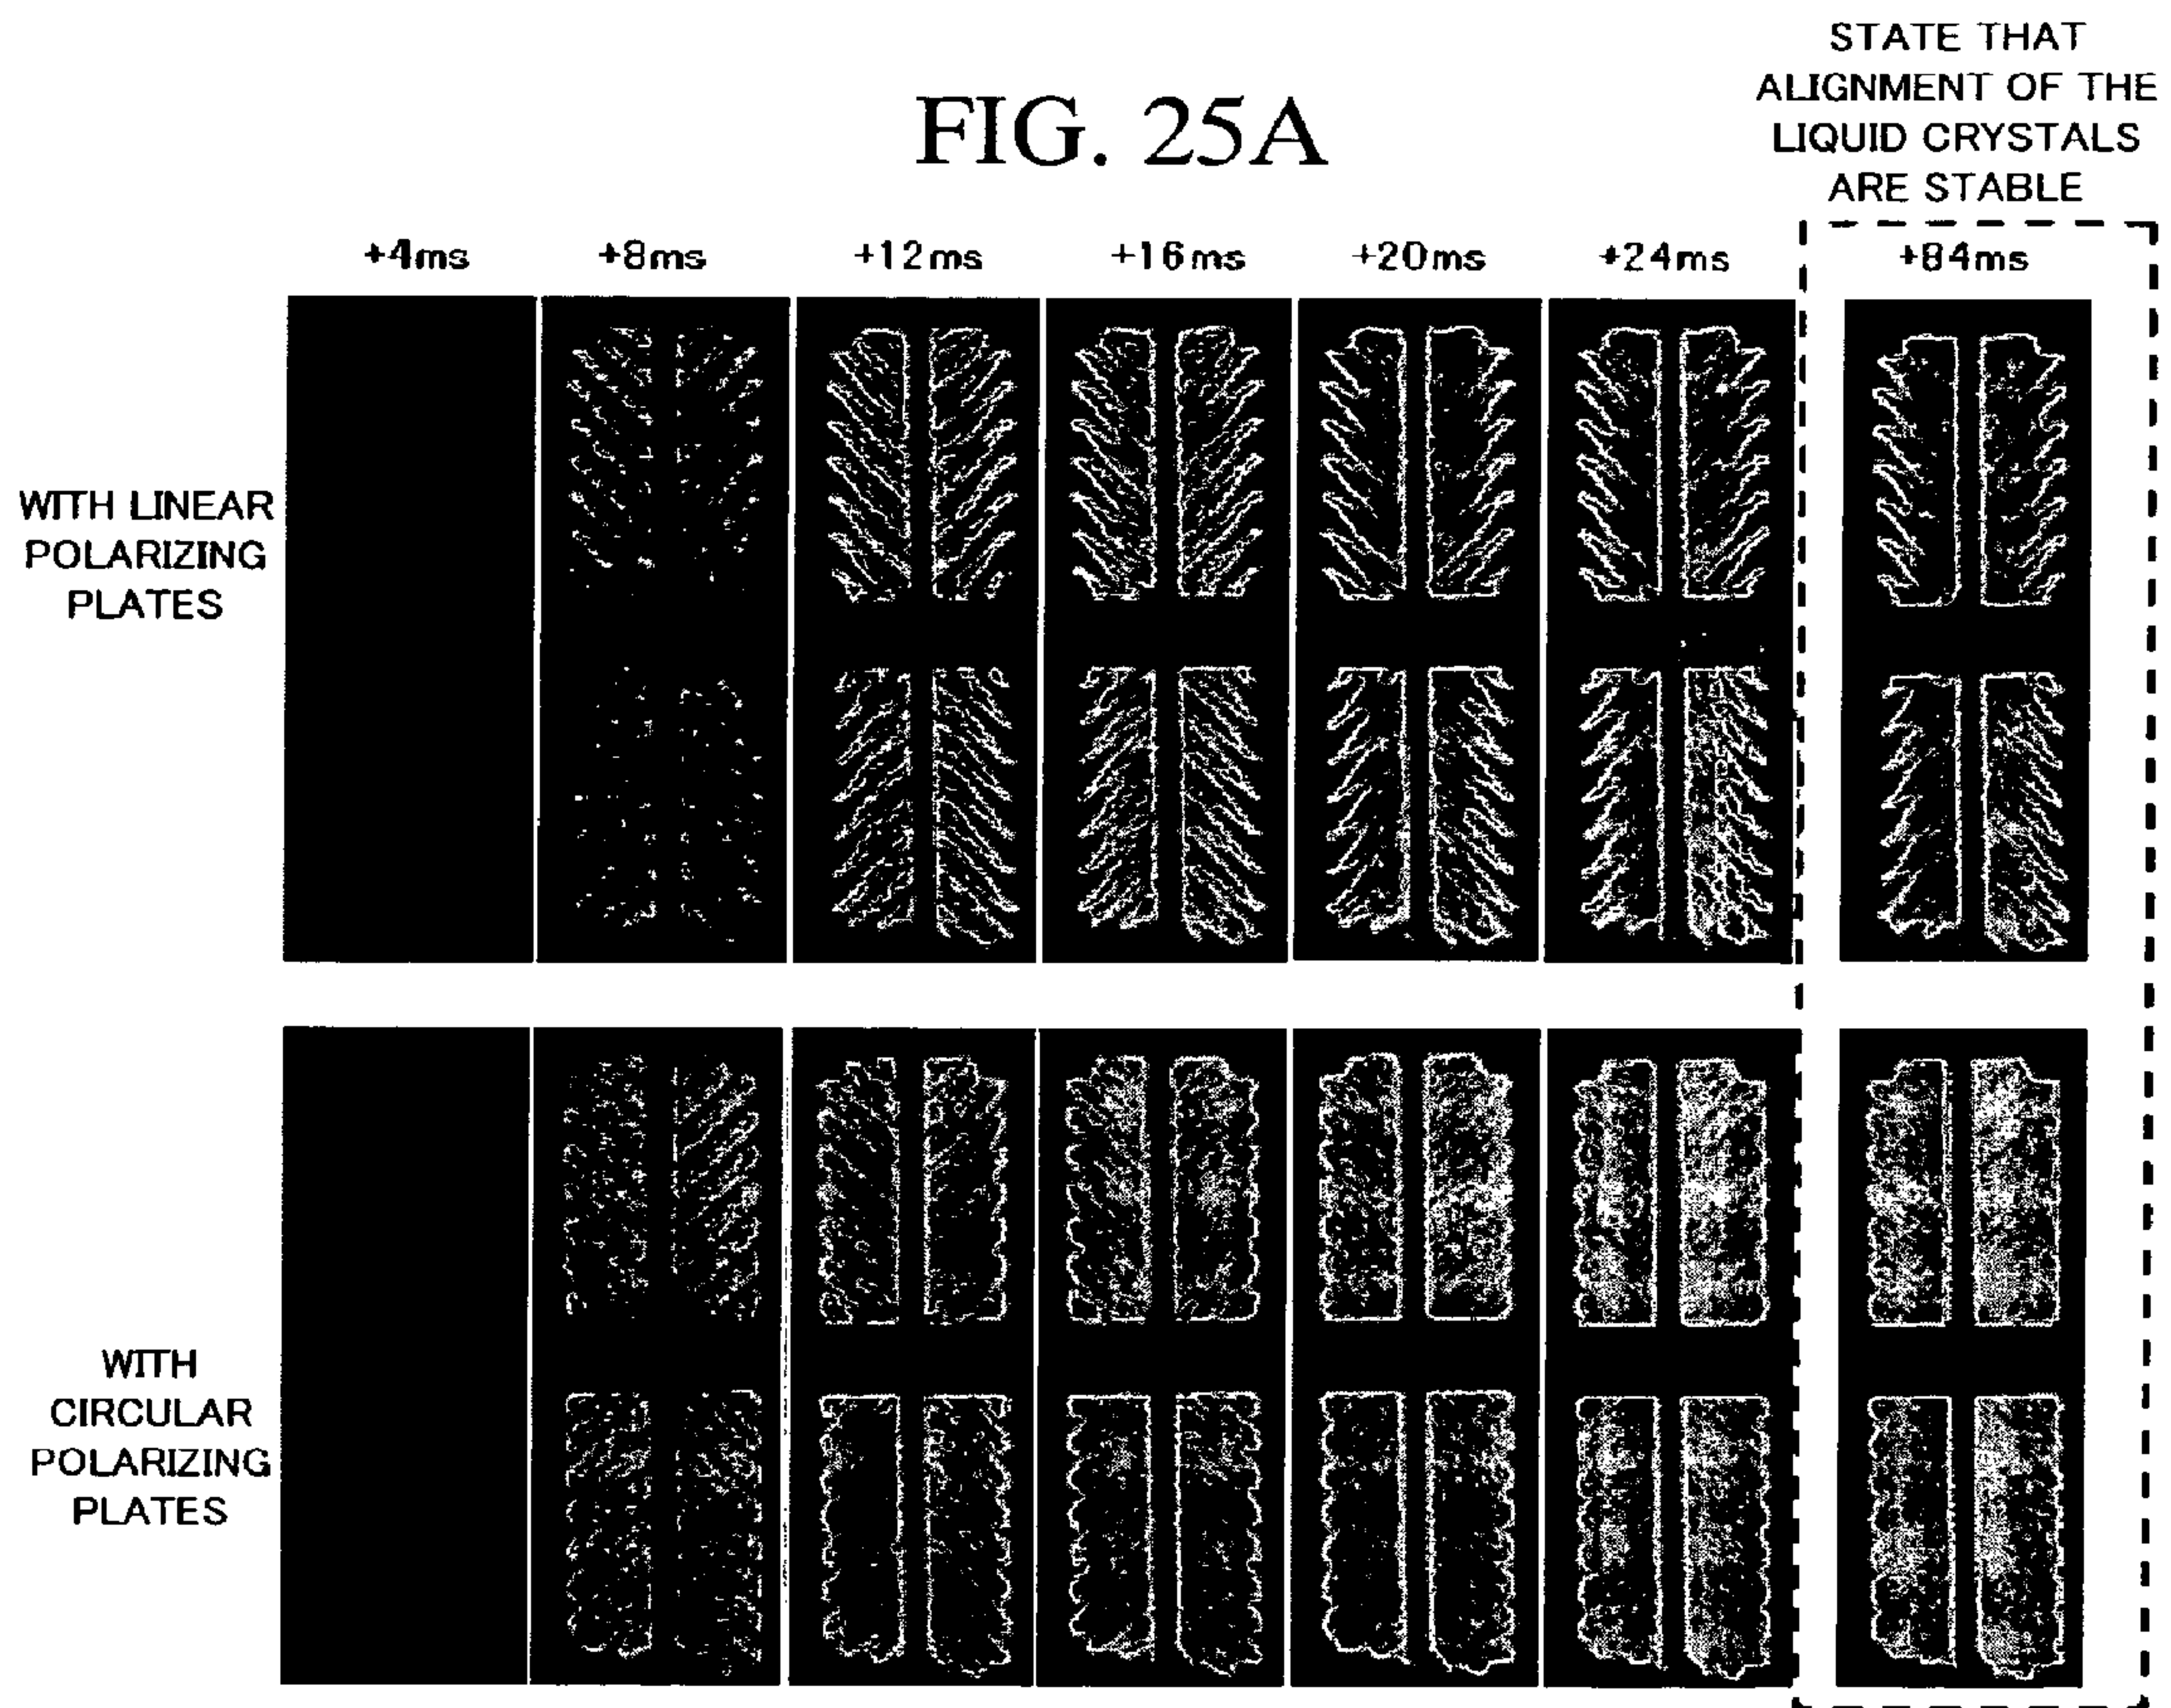 STATE THAT
ALIGNMENT OF THE
LIQUID CRYSTALS
ARE STABLE
FIG. 25A
+4ms +8ms +12ms +16ms +20ms +24ms +84ms
WITH LINEAR
POLARIZING
PLATES
WITH
CIRCULAR
POLARIZING
PLATES